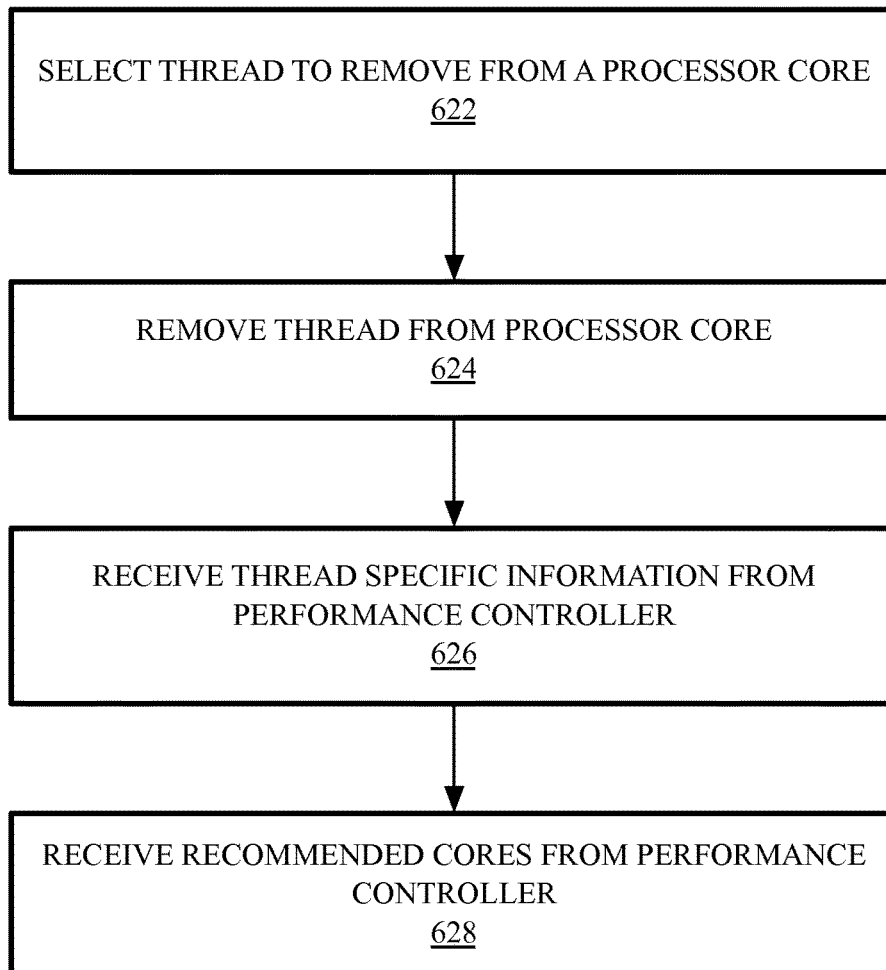 SELECT THREAD TO REMOVE FROM A PROCESSOR CORE
622
REMOVE THREAD FROM PROCESSOR CORE
624
RECEIVE THREAD SPECIFIC INFORMATION FROM
PERFORMANCE CONTROLLER
626
RECEIVE RECOMMENDED CORES FROM PERFORMANCE
CONTROLLER
628